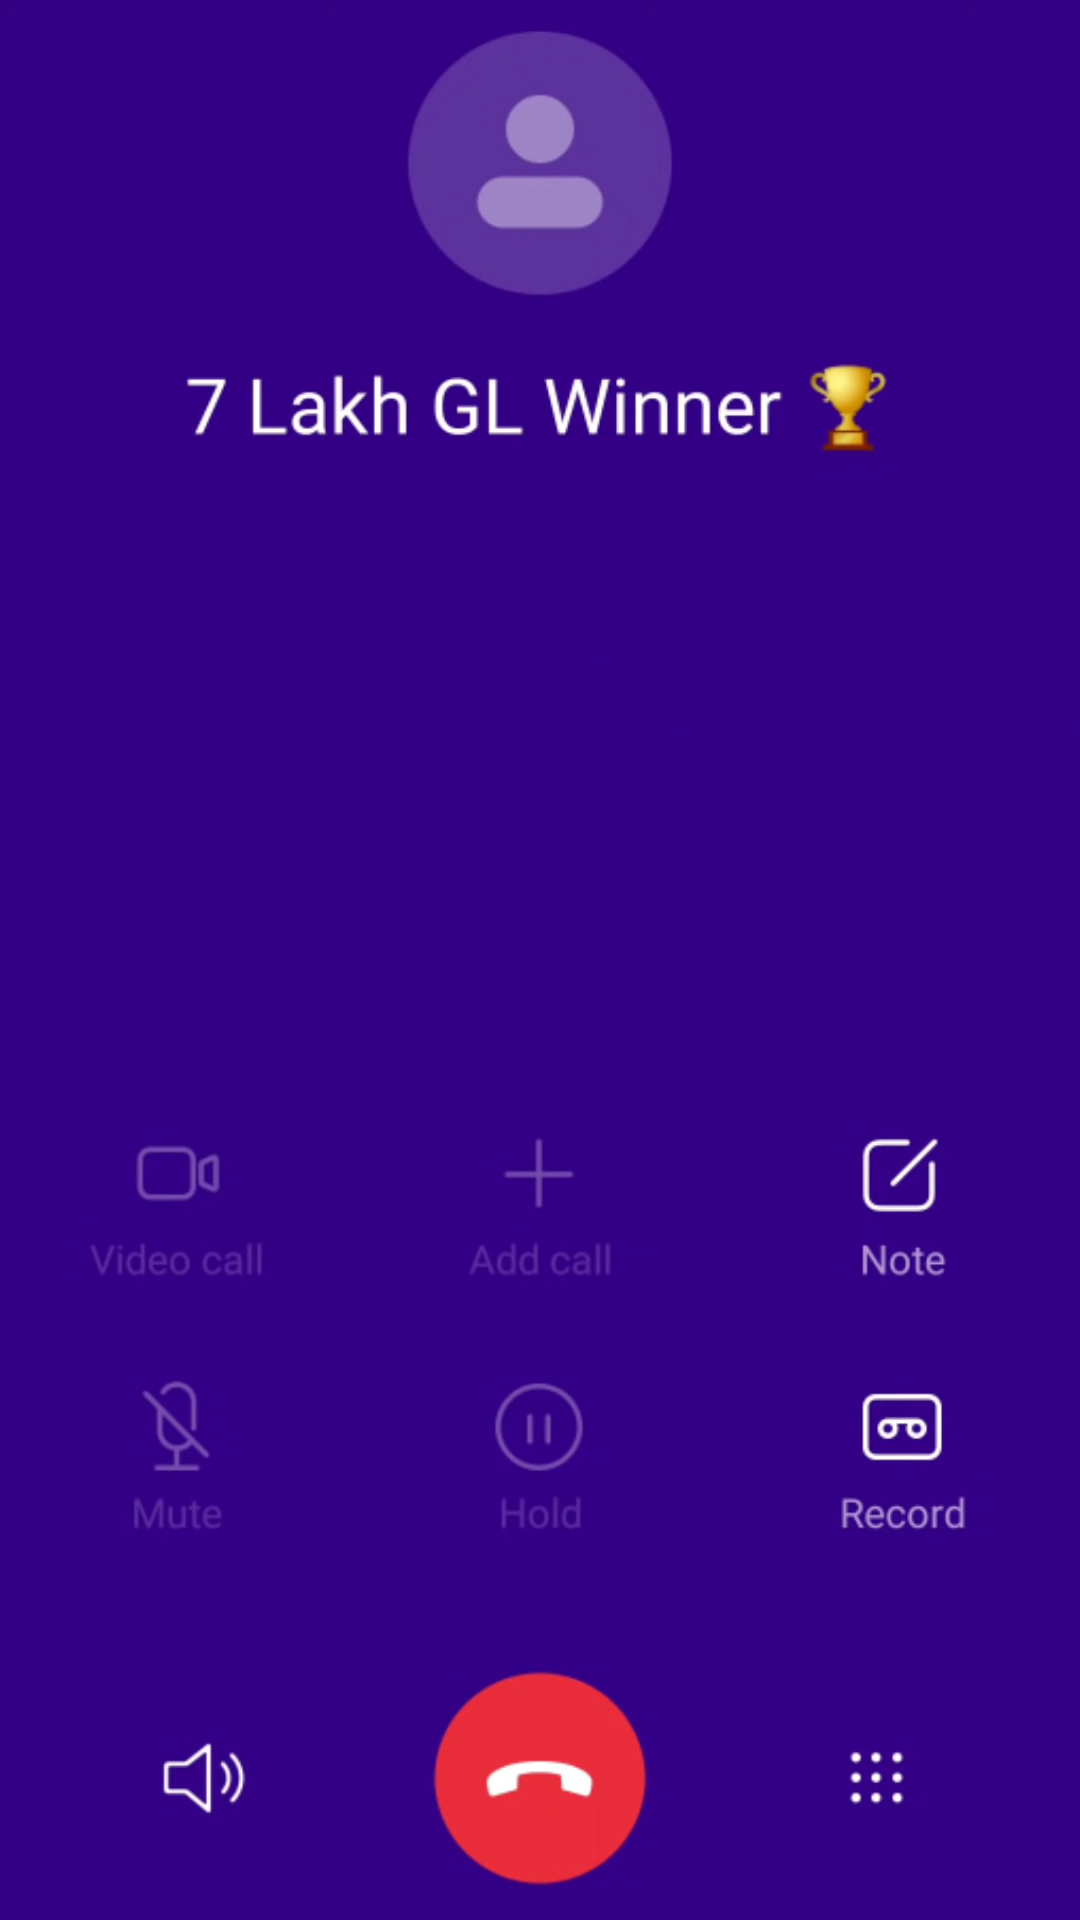 7 Lakh GL Winner 🏆
Video call
Add call
Note
Mute
Hold
Record